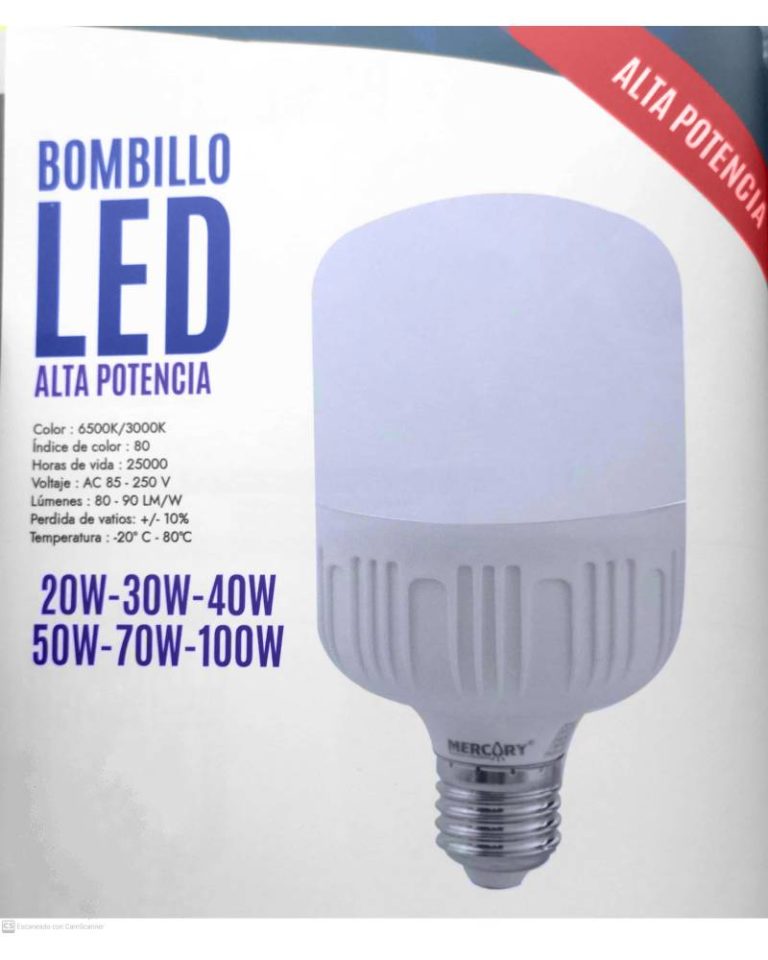 ALTA POTENCIA
BOMBILLO
LED
ALTA POTENCIA
Color : 6500K/3000K
Índice de color : 80
Horas de vida : 25000
Voltaje : AC 85 - 250 V
Lúmenes : 80 - 90 LM/W
Perdida de vatios: +/- 10%
Temperatura : -20° C - 80°C
20W-30W-40W
50W-70W-100W
MERCURY®
CS Escaneado con CamScanner